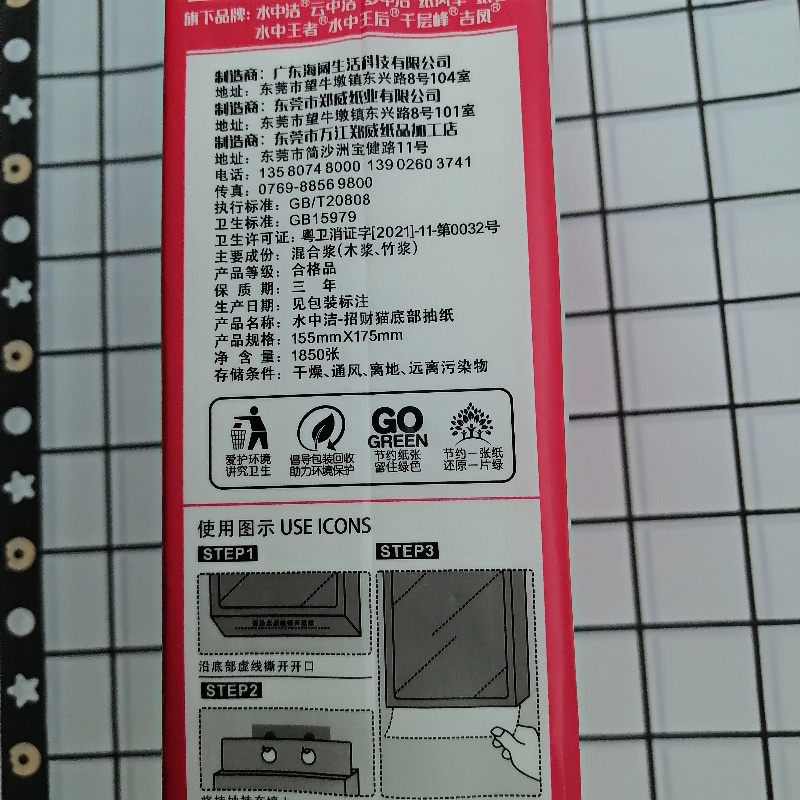 旗下品牌：水中洁®云中洁
水中王者®水中王后®千层峰®吉风®
制造商：广东海阔生活科技有限公司
地址：东莞市望牛墩镇东兴路8号104室
制造商：东莞市郑威纸业有限公司
地址：东莞市望牛墩镇东兴路8号101室
制造商：东莞市万江郑威纸品加工店
地址：东莞市简沙洲宝健路11号
电话：135 8074 8000 139 0260 3741
传真：0769-8856 9800
执行标准：GB/T20808
卫生标准：GB15979
卫生许可证：粤卫消证字[2021]-11-第0032号
主要成份：混合浆(木浆、竹浆)
产品等级：合格品
保质期：三 年
生产日期：见包装标注
产品名称：水中洁-招财猫底部抽纸
产品规格：155mmX175mm
净含量：1850张
存储条件：干燥、通风、离地、远离污染物
爱护环境
讲究卫生
倡导包装回收
助力环境保护
GO
GREEN
节约纸张
留住绿色
节约一张纸
还原一片绿
使用图示 USE ICONS
STEP1
STEP3
沿底部虚线撕开开口
STEP2